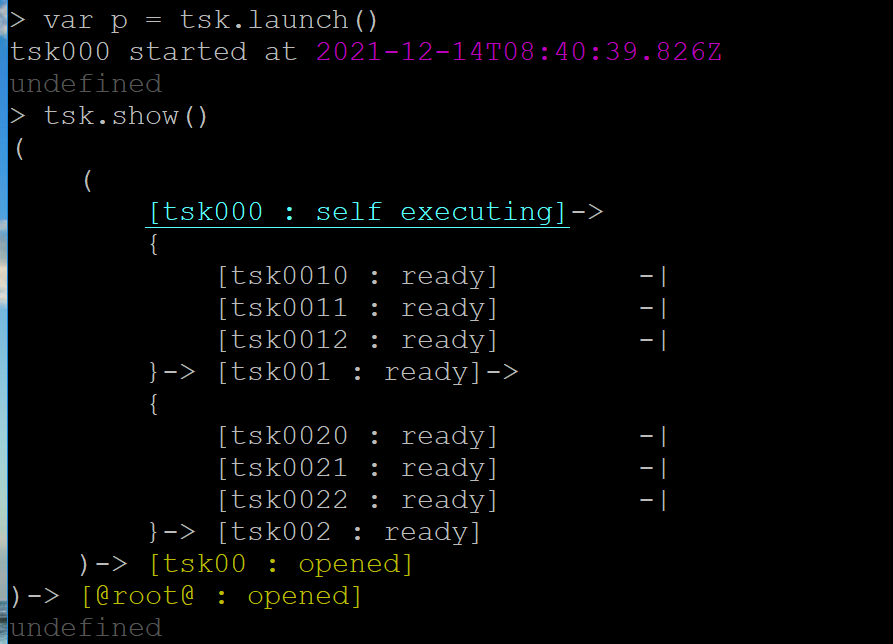 > var p = tsk.launch()
tsk000 started at 2021-12-14T08:40:39.826Z
undefined
> tsk.show()
(
(
[tsk000 : self executing]->
{
[tsk0010 : ready] -|
[tsk0011 : ready] -|
[tsk0012 : ready] -|
}-> [tsk001 : ready]->
{
[tsk0020 : ready] -|
[tsk0021 : ready] -|
[tsk0022 : ready] -|
}-> [tsk002 : ready]
)-> [tsk00 : opened]
)-> [@root@ : opened]
undefined